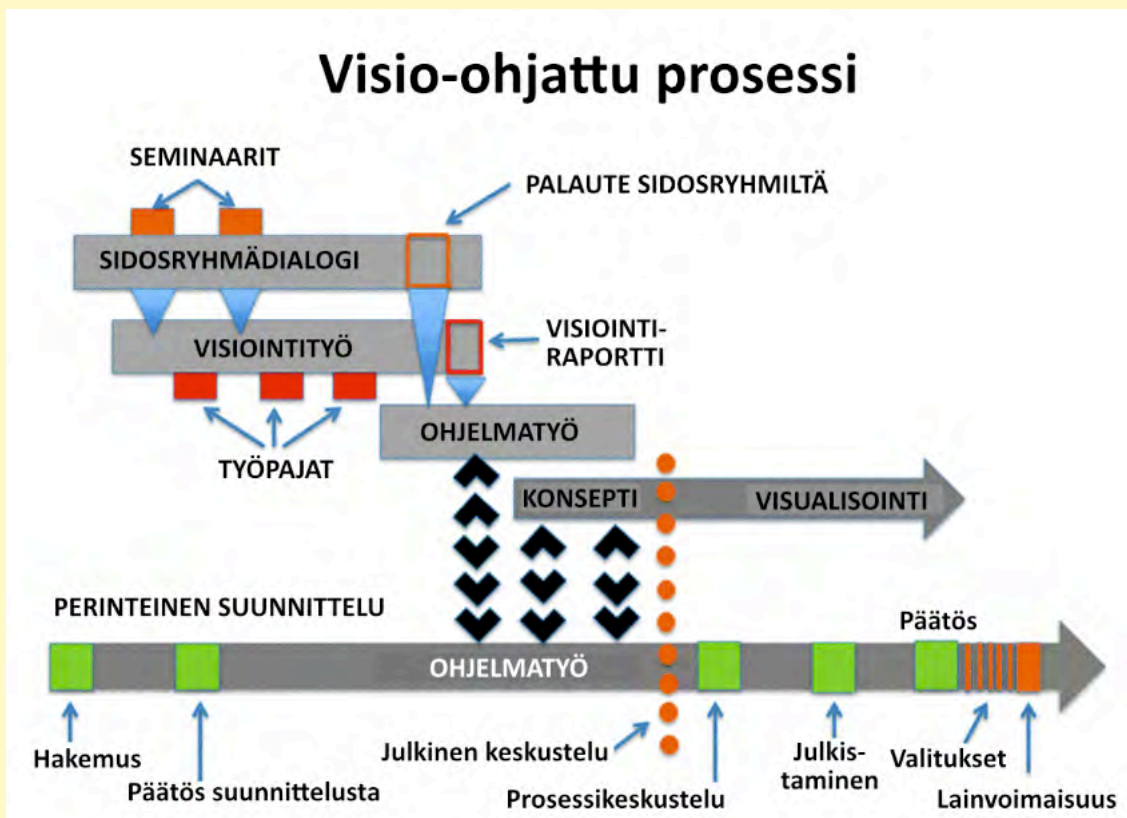 Visio-ohjattu prosessi
SEMINAARIT
PALAUTE SIDOSRYHMILTÄ
SIDOSRYHMÄDIALOGI
VISIOINTI-
RAPORTTI
VISIOINTITYÖ
OHJELMATYÖ
TYÖPAJAT
KONSEPTI
VISUALISOINTI
PERINTEINEN SUUNNITTELU
Päätös
OHJELMATYÖ
Hakemus
Päätös suunnittelusta
Julkinen keskustelu
Prosessikeskustelu
Julkis-
taminen
Valitukset
Lainvoimaisuus